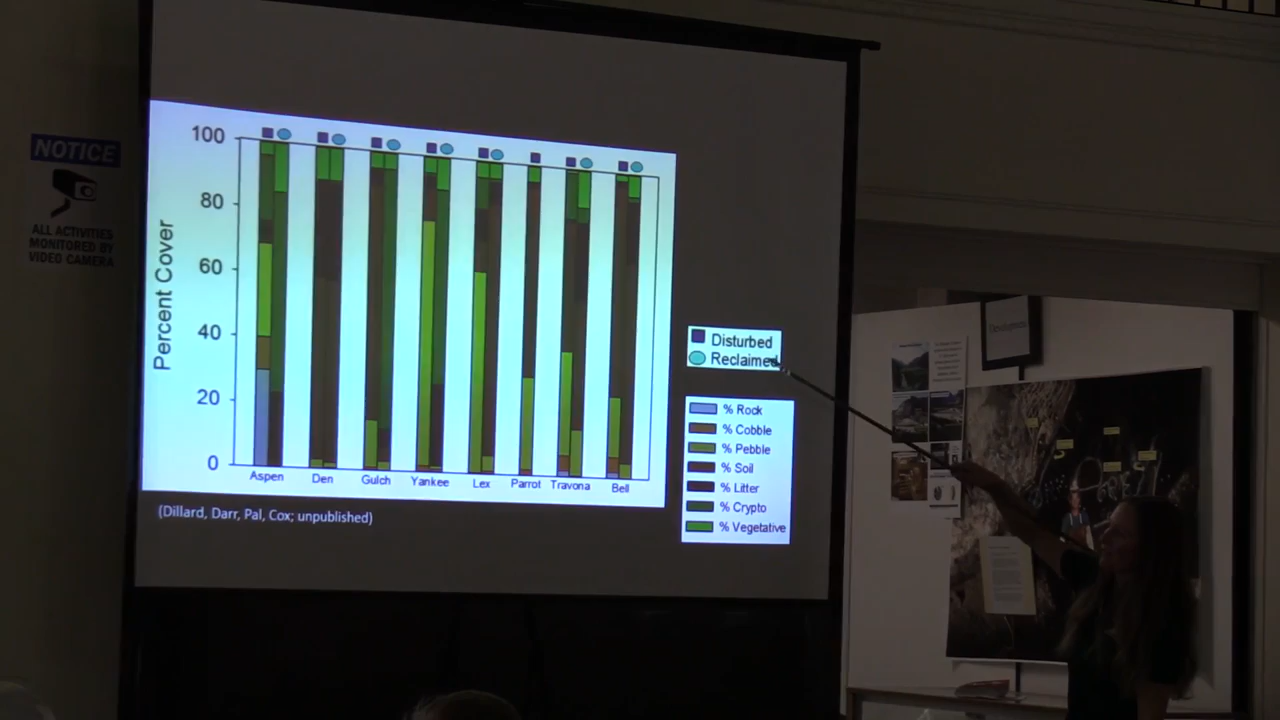 NOTICE
ALL ACTIVITIES
MONITORED BY
VIDEO CAMERA
Percent Cover
100
80
60
40
20
0
Aspen Den Gulch Yankee Lex Parrot Travona Bell
(Dillard, Darr, Pal, Cox; unpublished)
Disturbed
Reclaimed
% Rock
% Cobble
% Pebble
% Soil
% Litter
% Crypto
% Vegetative